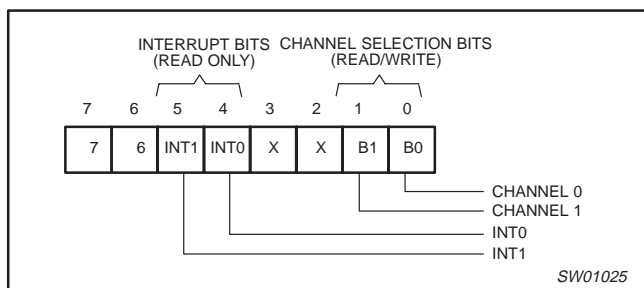 INTERRUPT BITS CHANNEL SELECTION BITS
(READ ONLY) (READ/WRITE)
7 6 5 4 3 2 1 0
7 6 INT1 INT0 X X B1 B0
CHANNEL 0
CHANNEL 1
INT0
INT1
SW01025